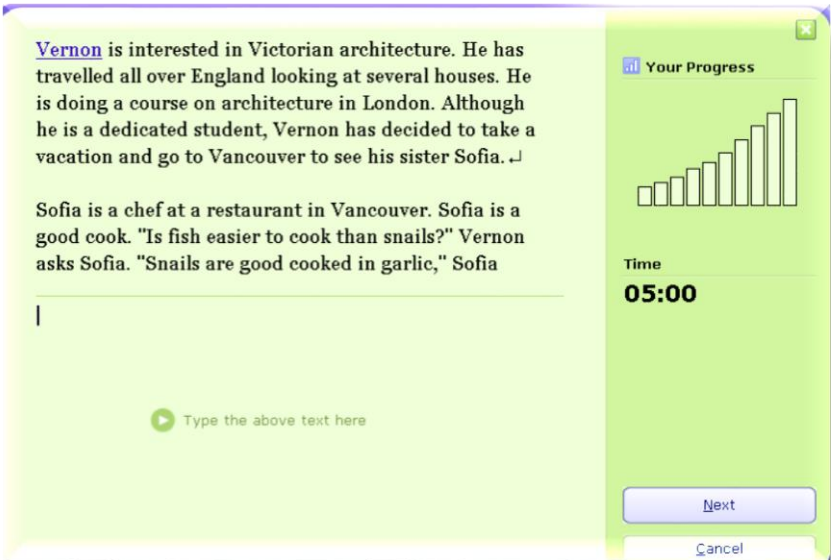 Vernon is interested in Victorian architecture. He has
travelled all over England looking at several houses. He
is doing a course on architecture in London. Although
he is a dedicated student, Vernon has decided to take a
vacation and go to Vancouver to see his sister Sofia. ↵
Sofia is a chef at a restaurant in Vancouver. Sofia is a
good cook. "Is fish easier to cook than snails?" Vernon
asks Sofia. "Snails are good cooked in garlic," Sofia
Type the above text here
Your Progress
Time
05:00
Next
Cancel